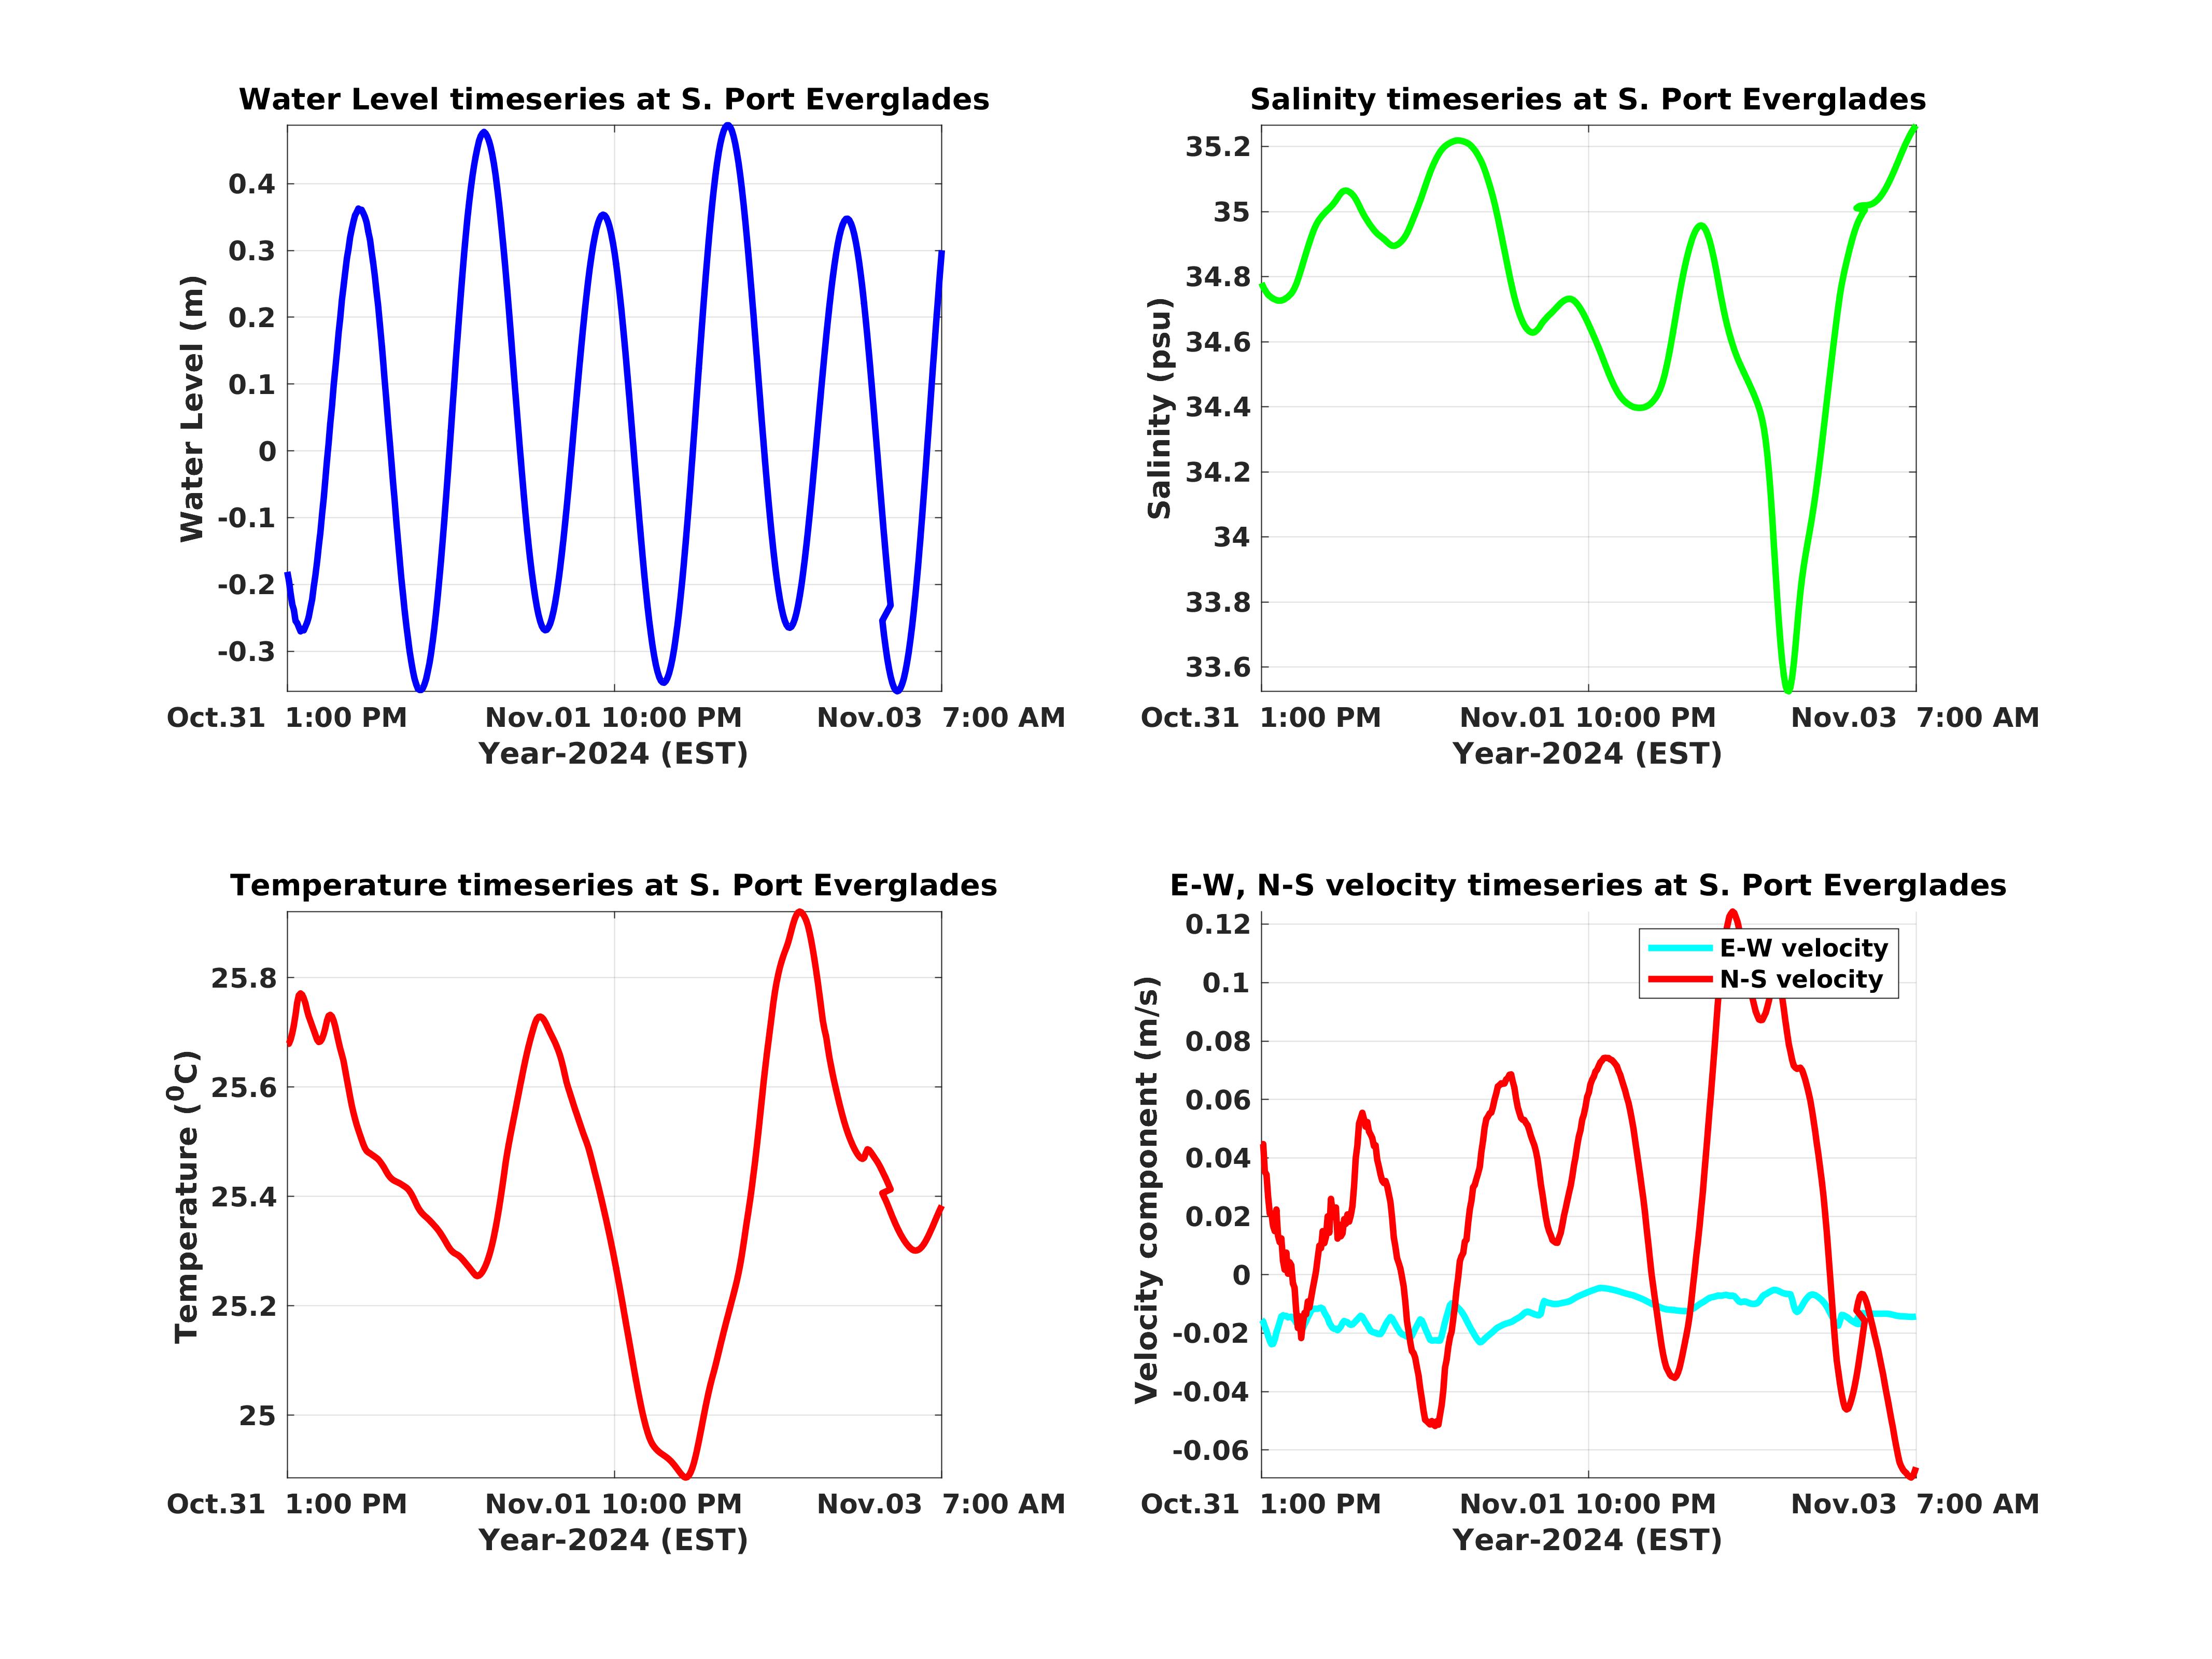 Water Level timeseries at S. Port Everglades
Water Level (m)
0.4
0.3
0.2
0.1
0
-0.1
-0.2
-0.3
Oct.31 1:00 PM Nov.01 10:00 PM Nov.03 7:00 AM
Year-2024 (EST)
Salinity timeseries at S. Port Everglades
Salinity (psu)
35.2
35
34.8
34.6
34.4
34.2
34
33.8
33.6
Oct.31 1:00 PM Nov.01 10:00 PM Nov.03 7:00 AM
Year-2024 (EST)
Temperature timeseries at S. Port Everglades
Temperature (⁰C)
25.8
25.6
25.4
25.2
25
Oct.31 1:00 PM Nov.01 10:00 PM Nov.03 7:00 AM
Year-2024 (EST)
E-W, N-S velocity timeseries at S. Port Everglades
Velocity component (m/s)
0.12
0.1
0.08
0.06
0.04
0.02
0
-0.02
-0.04
-0.06
E-W velocity
N-S velocity
Oct.31 1:00 PM Nov.01 10:00 PM Nov.03 7:00 AM
Year-2024 (EST)